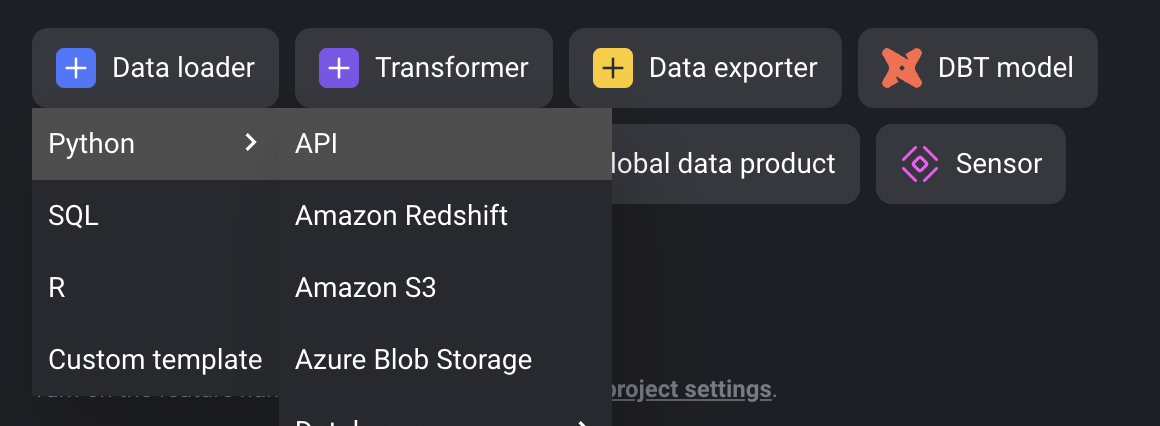 Data loader
Transformer
Data exporter
DBT model
Python
API
lobal data product
Sensor
SQL
Amazon Redshift
R
Amazon S3
Custom template
Azure Blob Storage
project settings.